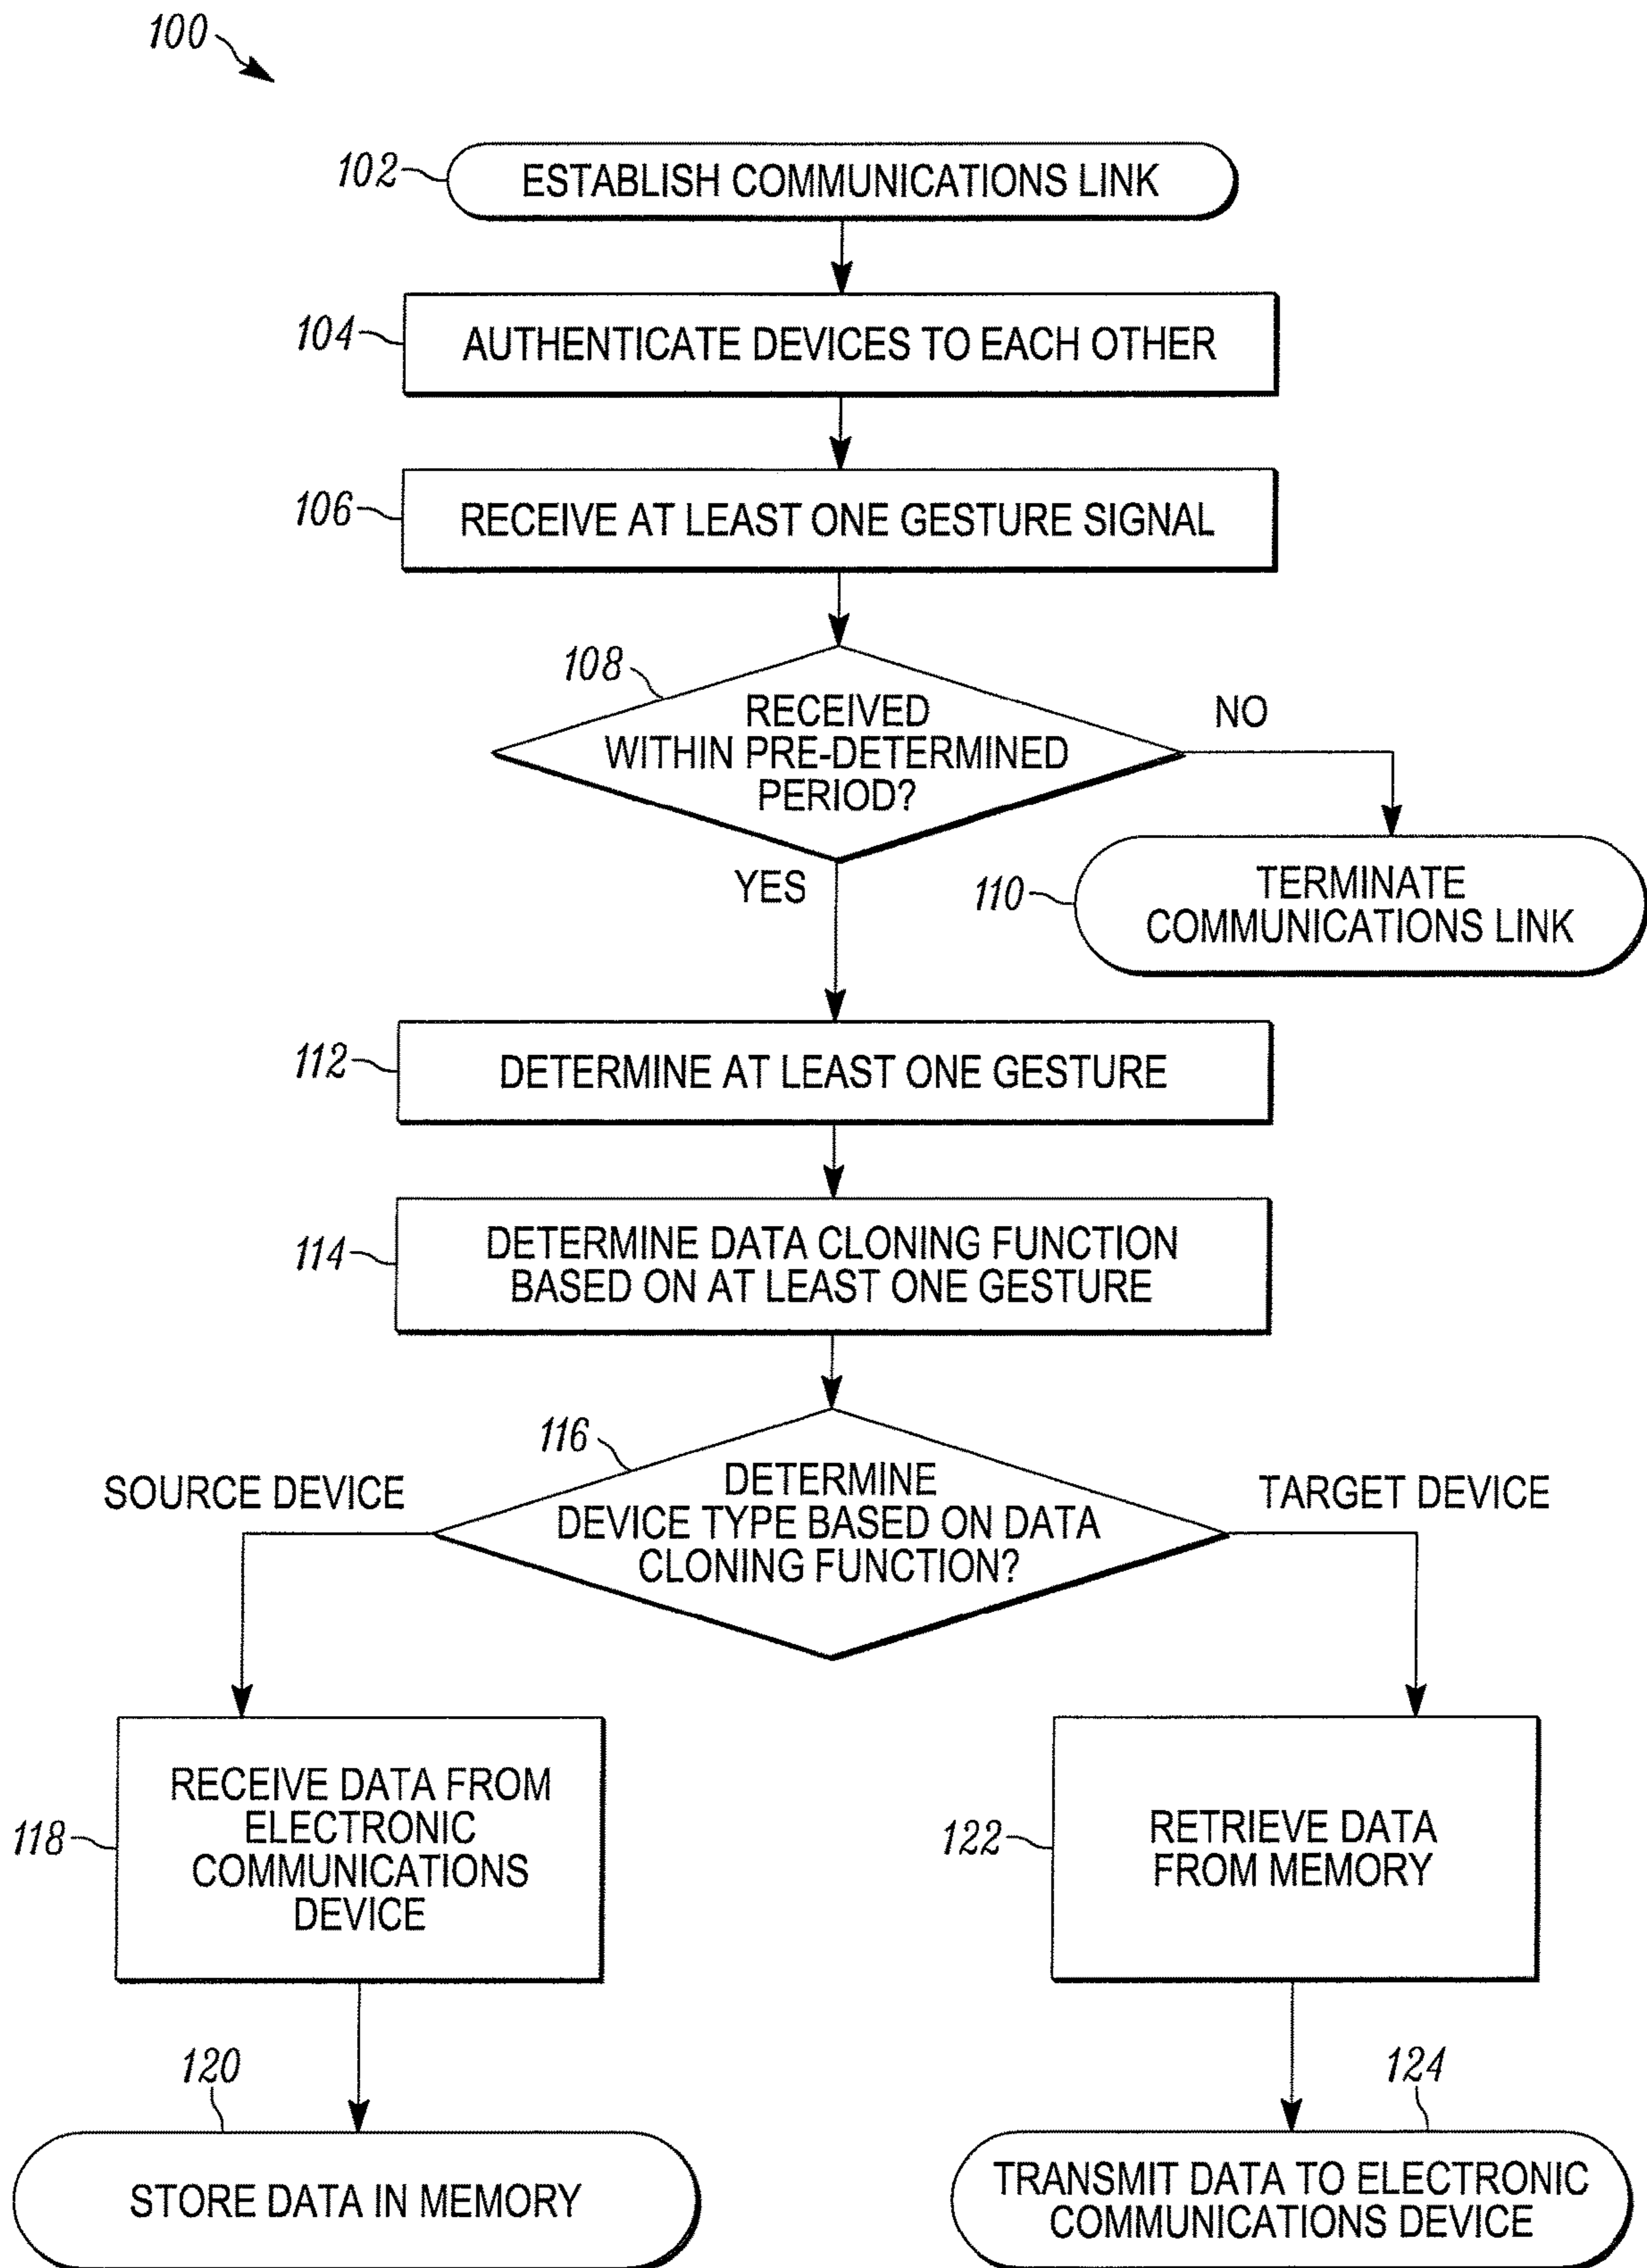 100
102
ESTABLISH COMMUNICATIONS LINK
104
AUTHENTICATE DEVICES TO EACH OTHER
106
RECEIVE AT LEAST ONE GESTURE SIGNAL
108
RECEIVED
WITHIN PRE-DETERMINED
PERIOD?
NO
YES
110
TERMINATE
COMMUNICATIONS LINK
112
DETERMINE AT LEAST ONE GESTURE
114
DETERMINE DATA CLONING FUNCTION
BASED ON AT LEAST ONE GESTURE
116
DETERMINE
DEVICE TYPE BASED ON DATA
CLONING FUNCTION?
SOURCE DEVICE
TARGET DEVICE
118
RECEIVE DATA FROM
ELECTRONIC
COMMUNICATIONS
DEVICE
122
RETRIEVE DATA
FROM MEMORY
120
STORE DATA IN MEMORY
124
TRANSMIT DATA TO ELECTRONIC
COMMUNICATIONS DEVICE